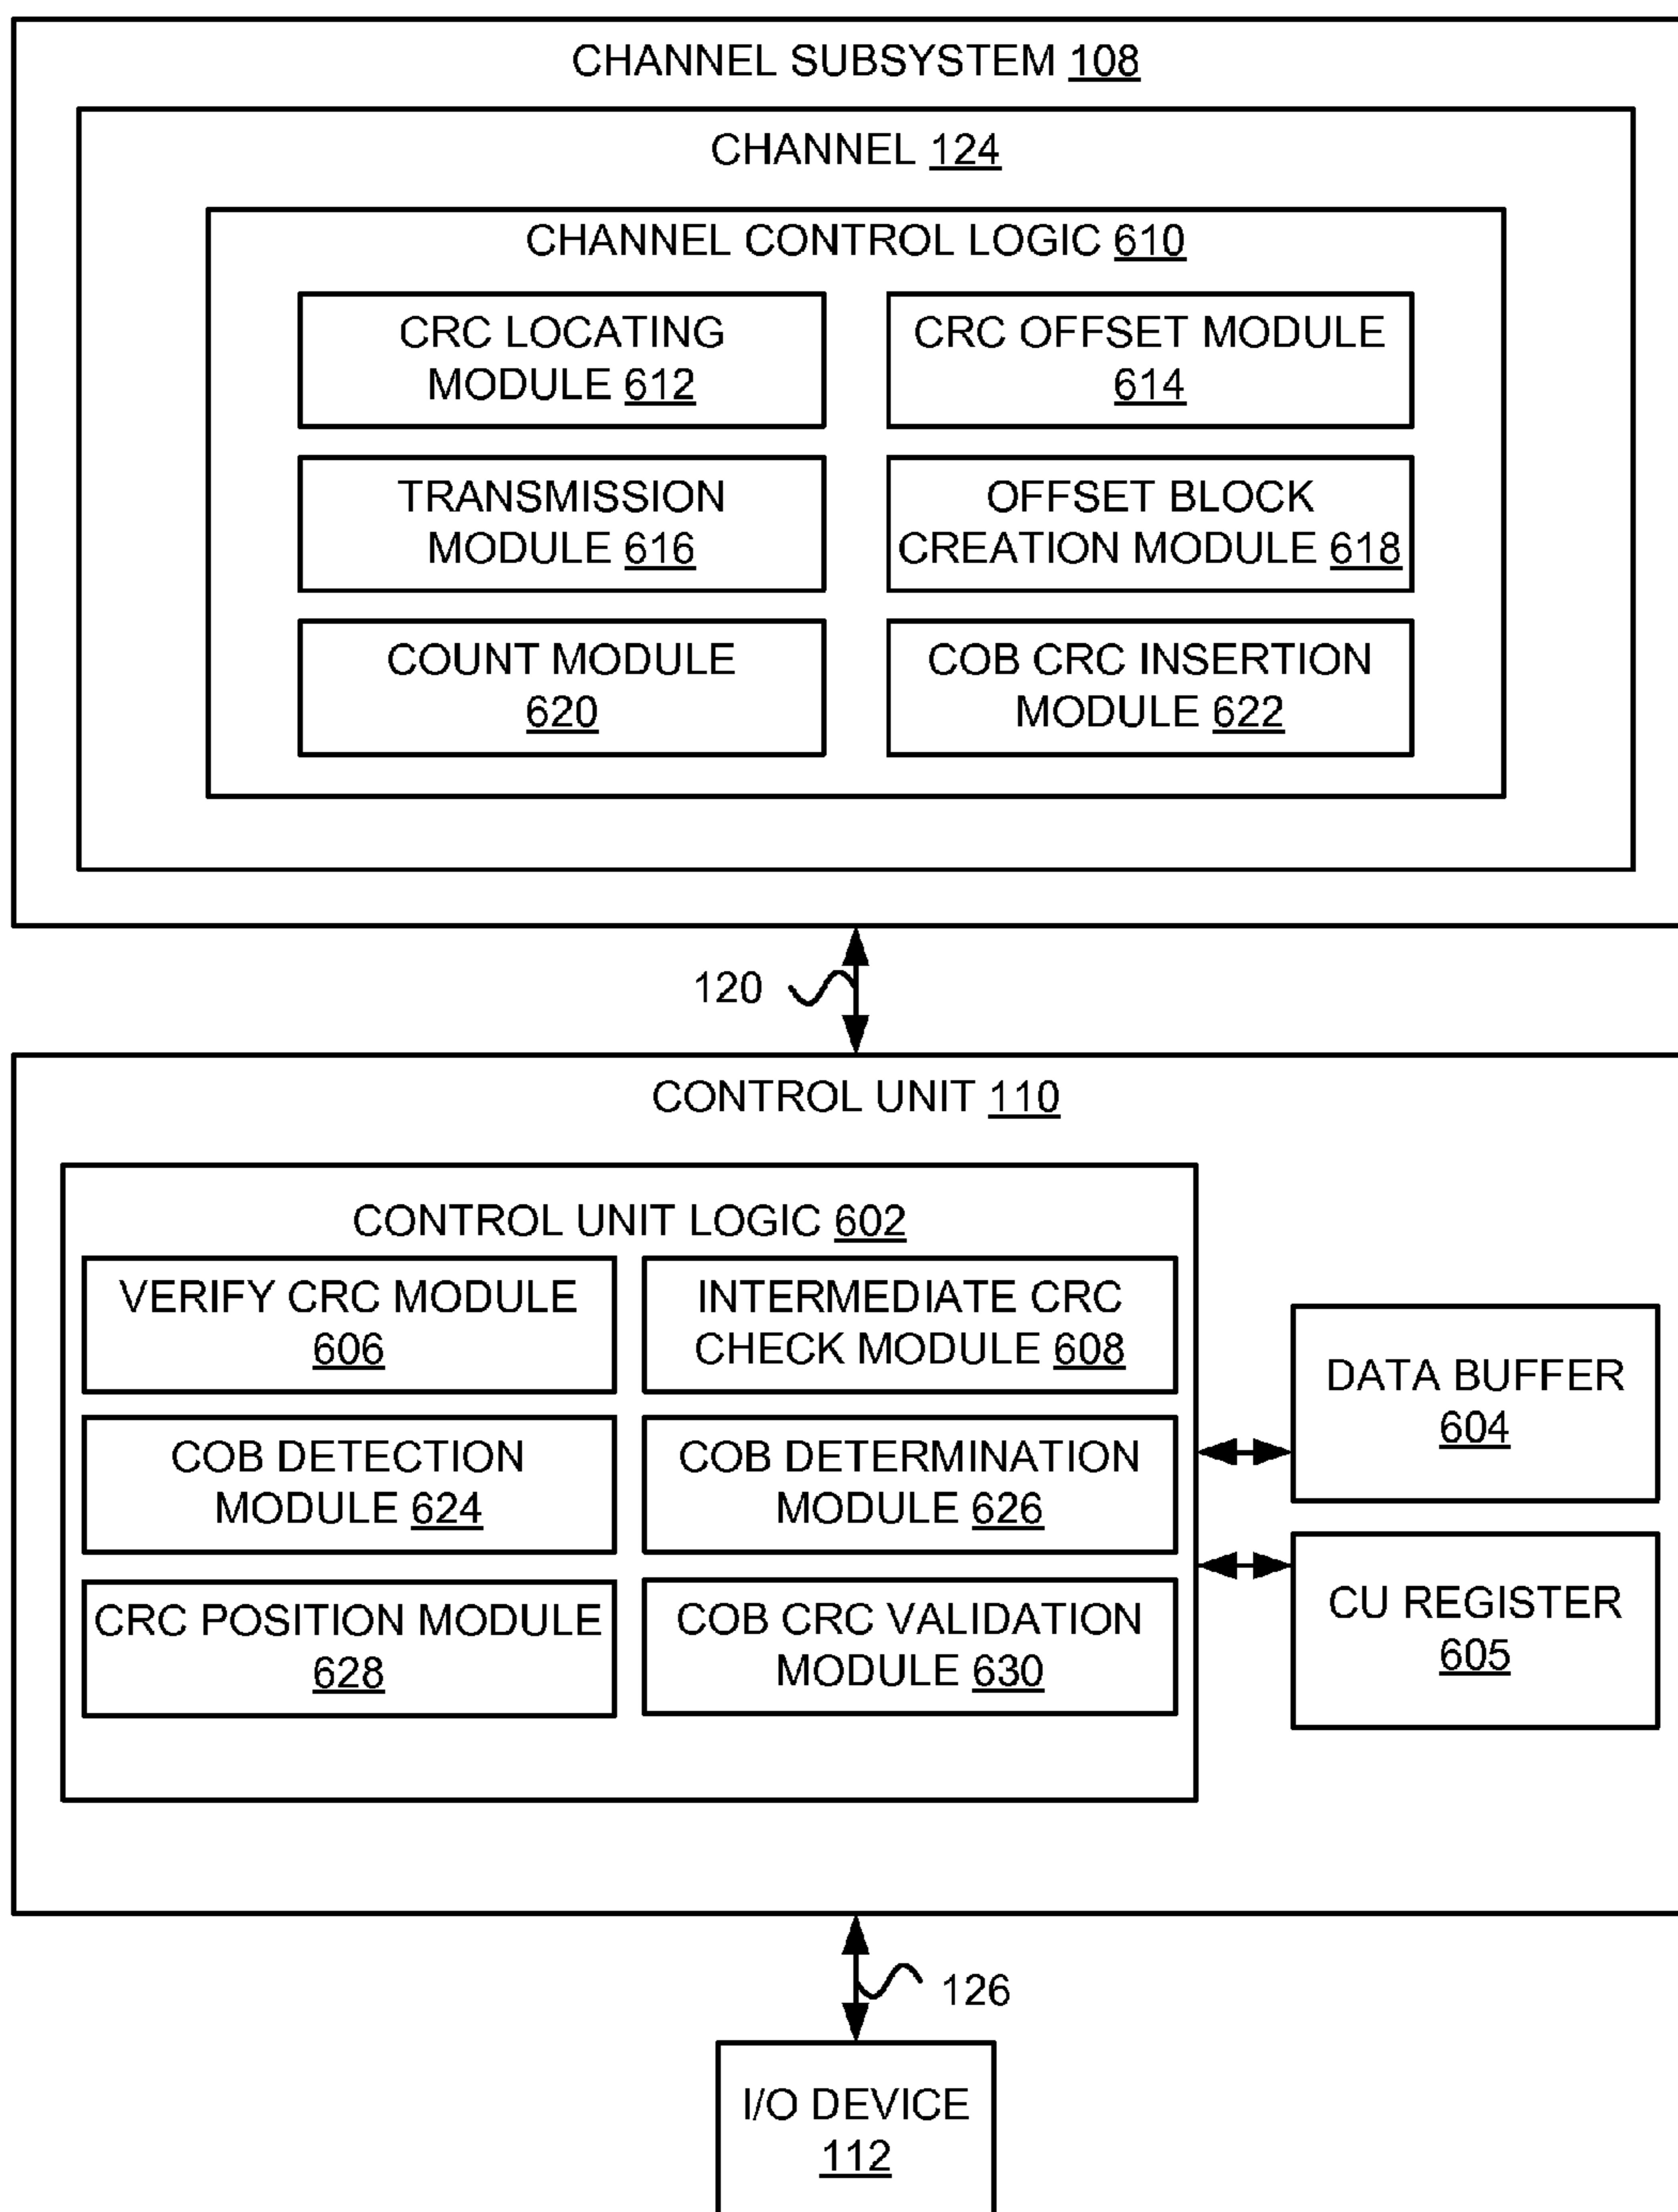 CHANNEL SUBSYSTEM 108
CHANNEL 124
CHANNEL CONTROL LOGIC 610
CRC LOCATING
MODULE 612
CRC OFFSET MODULE
614
TRANSMISSION
MODULE 616
OFFSET BLOCK
CREATION MODULE 618
COUNT MODULE
620
COB CRC INSERTION
MODULE 622
120
CONTROL UNIT 110
CONTROL UNIT LOGIC 602
VERIFY CRC MODULE
606
INTERMEDIATE CRC
CHECK MODULE 608
COB DETECTION
MODULE 624
COB DETERMINATION
MODULE 626
CRC POSITION MODULE
628
COB CRC VALIDATION
MODULE 630
DATA BUFFER
604
CU REGISTER
605
126
I/O DEVICE
112